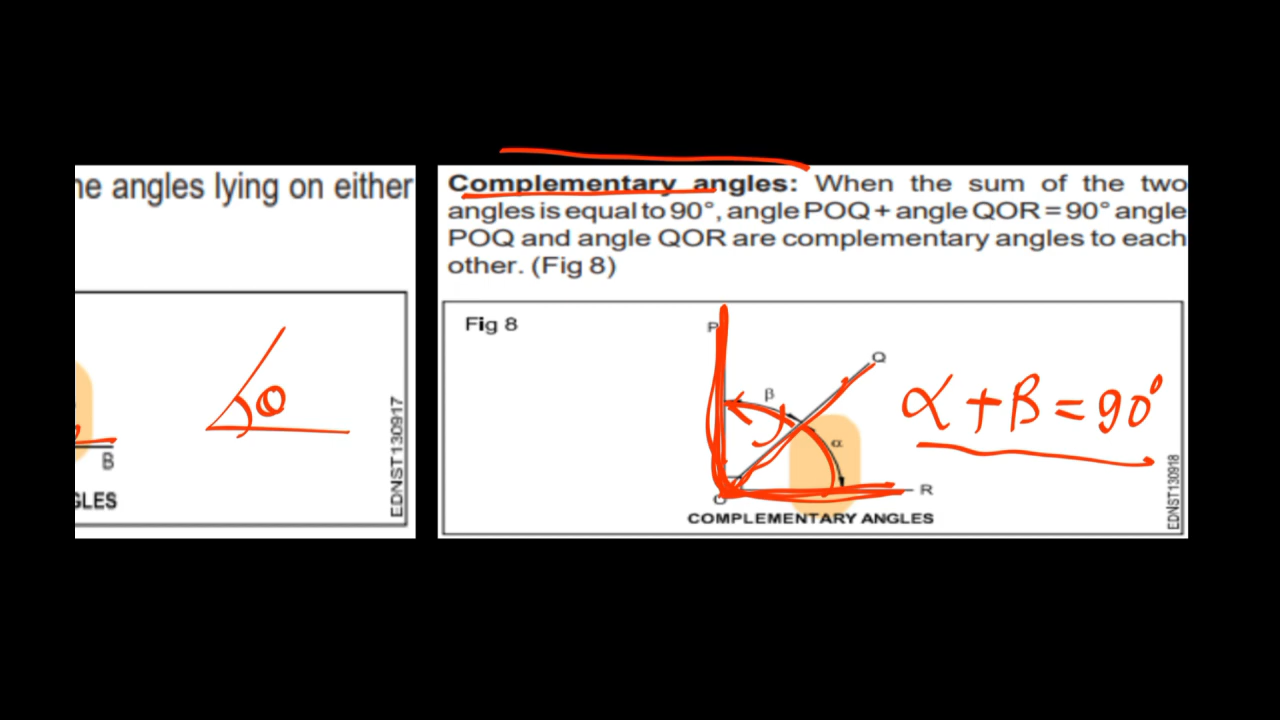 ne angles lying on either
θ
B
GLES
EDNST130917
Complementary angles: When the sum of the two
angles is equal to 90°, angle POQ + angle QOR = 90° angle
POQ and angle QOR are complementary angles to each
other. (Fig 8)
Fig 8
P
Q
β
α
α + B = 90°
O
R
COMPLEMENTARY ANGLES
EDNST130918